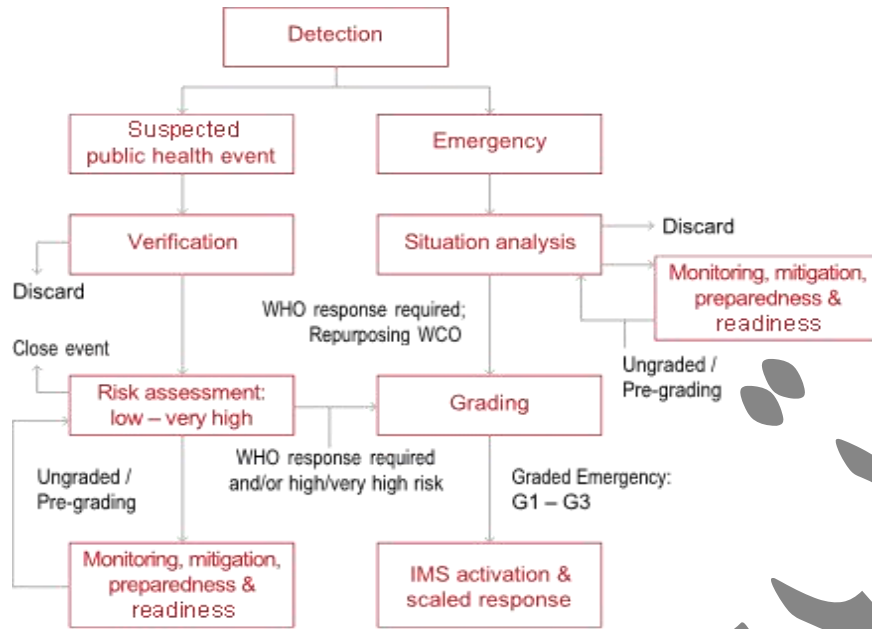 Detection
Suspected
public health event
Emergency
Verification
Situation analysis
Discard
Monitoring, mitigation,
preparedness &
readiness
Discard
WHO response required;
Repurposing WCO
Ungraded /
Pre-grading
Close event
Risk assessment:
low – very high
Grading
WHO response required
and/or high/very high risk
Ungraded /
Pre-grading
Graded Emergency:
G1 – G3
Monitoring, mitigation,
preparedness &
readiness
IMS activation &
scaled response